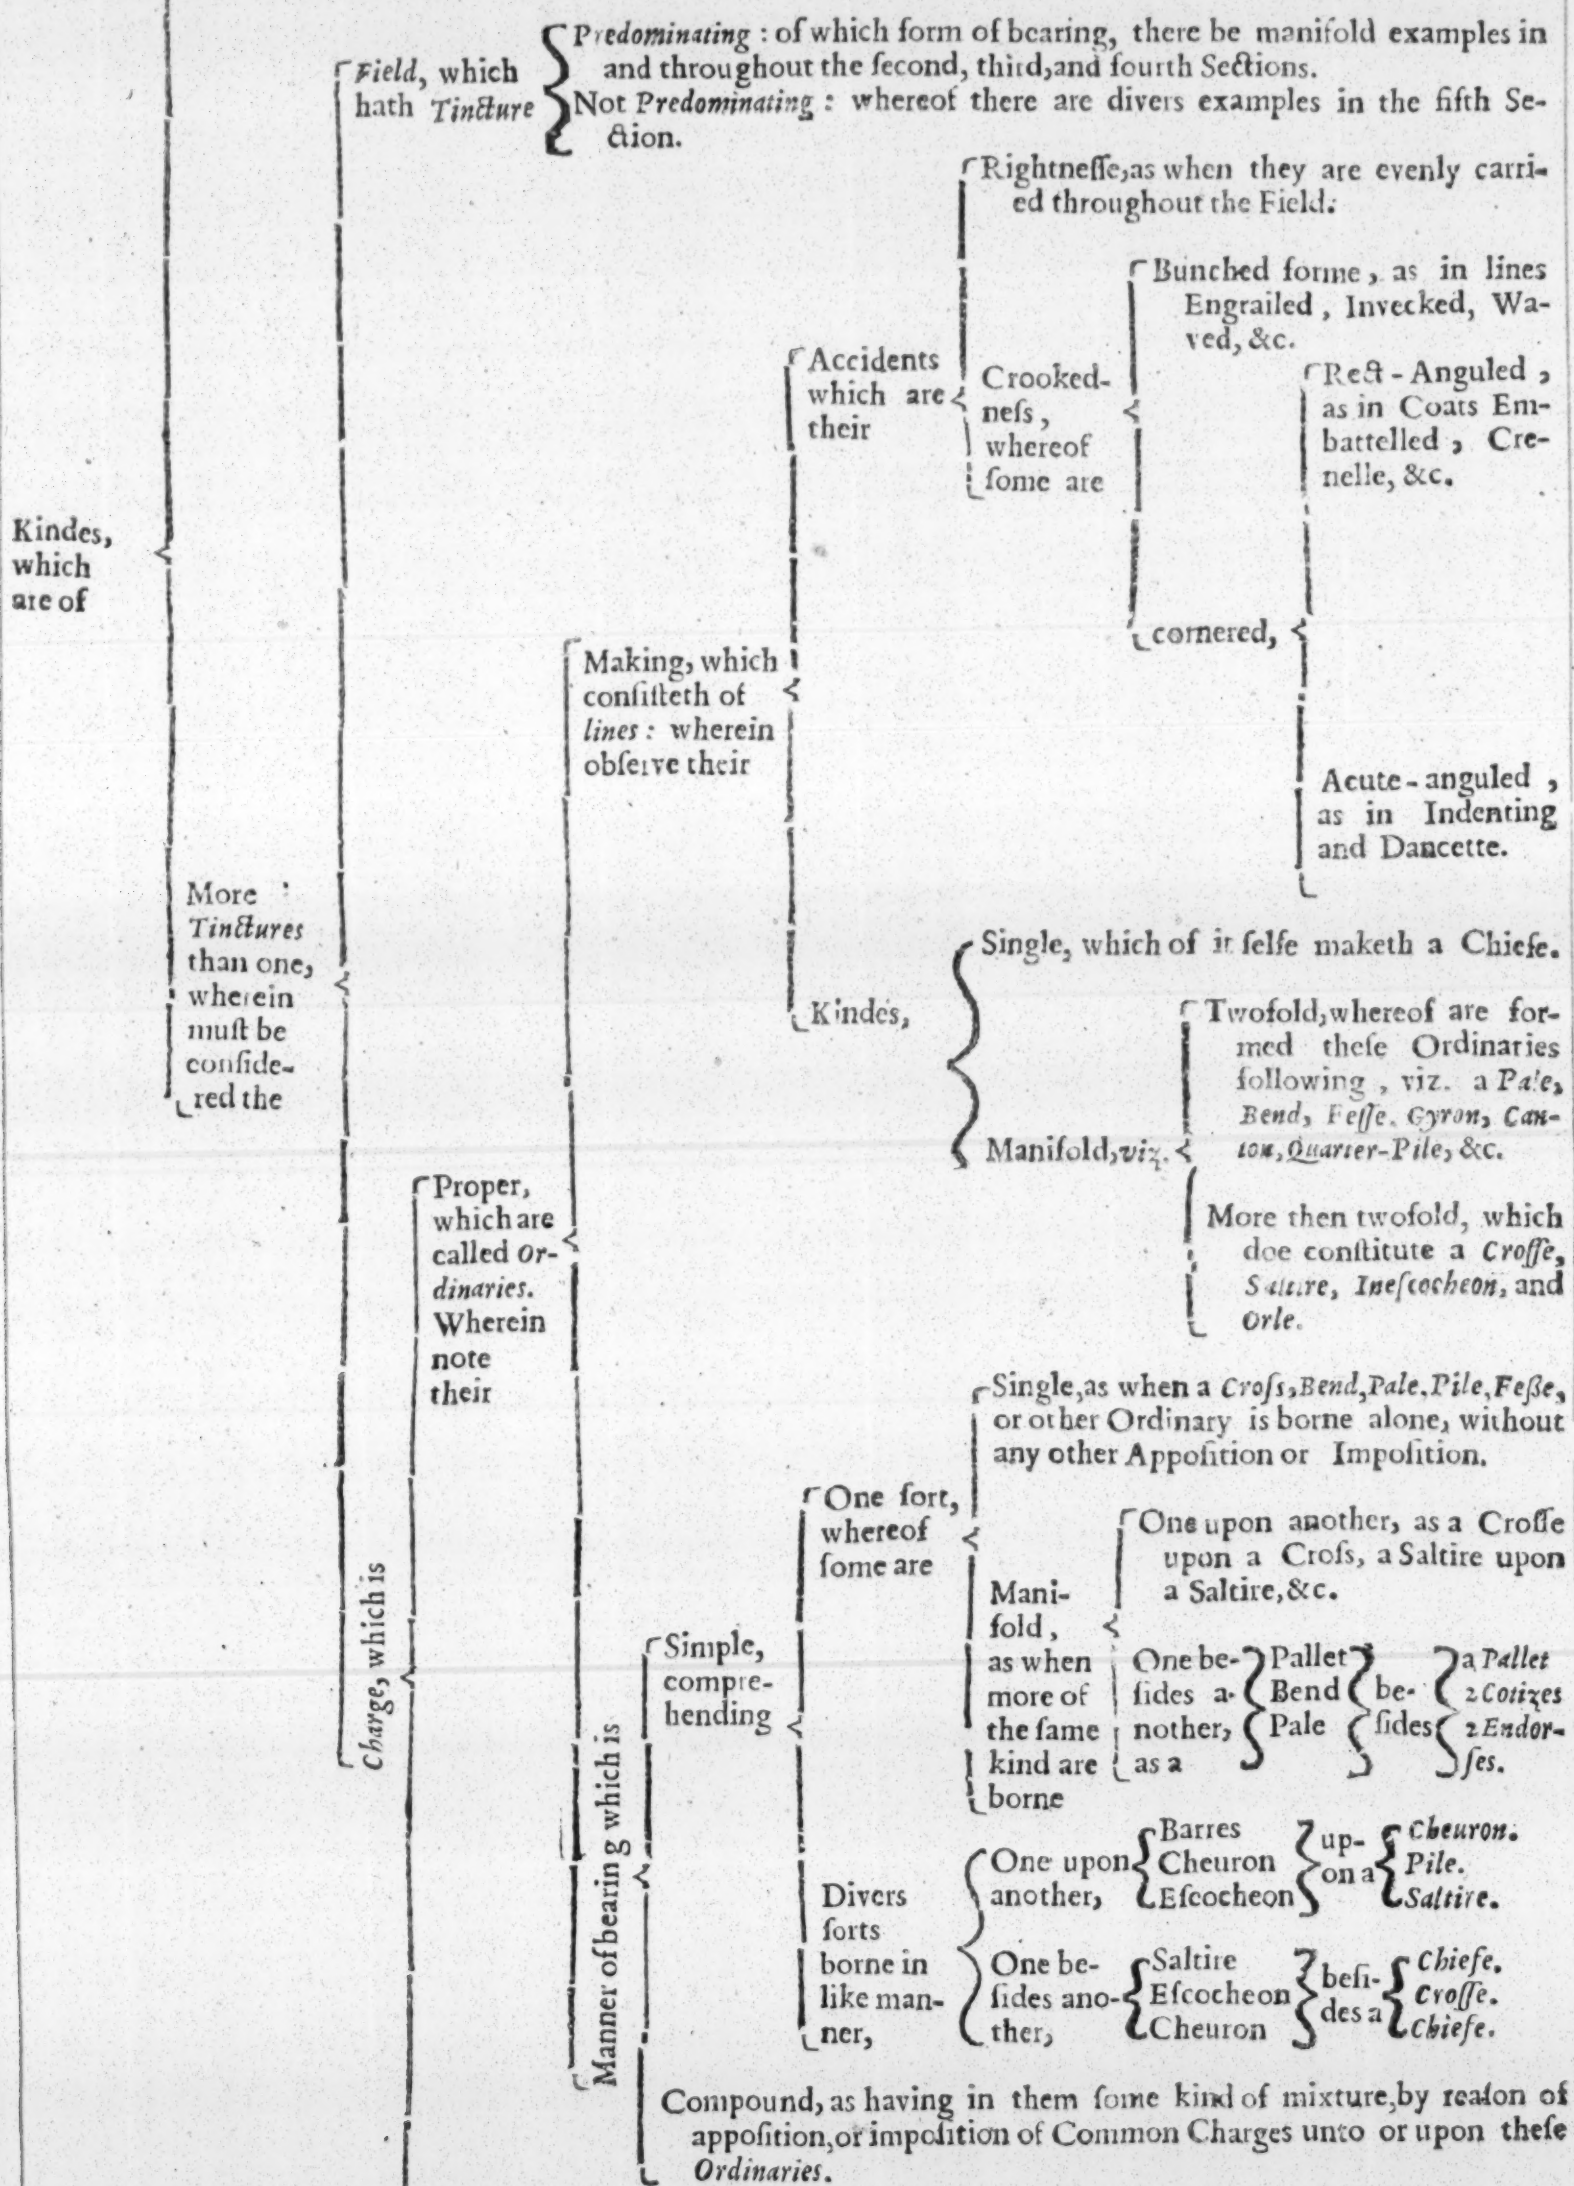 Kindes,
which
are of
More
Tinctures
than one,
wherein
muſt be
conſide-
red the
Field, which
hath Tincture
Predominating : of which form of bearing, there be manifold examples in
and throughout the ſecond, third, and fourth Sections.
Not Predominating : whereof there are divers examples in the fifth Se-
ction.
Charge, which is
Proper,
which are
called Or-
dinaries.
Wherein
note
their
Making, which
conſiſteth of
lines : wherein
obſerve their
Accidents
which are
their
Rightneſſe, as when they are evenly carri-
ed throughout the Field.
Crooked-
neſs,
whereof
ſome are
Bunched forme, as in lines
Engrailed, Invecked, Wa-
ved, &c.
cornered,
Rect-Anguled,
as in Coats Em-
battelled, Cre-
nelle, &c.
Acute-anguled,
as in Indenting
and Dancette.
Kindes,
Single, which of it ſelfe maketh a Chiefe.
Manifold, viz.
Twofold, whereof are for-
med theſe Ordinaries
following, viz. a Pale,
Bend, Feſſe. Gyron, Can-
ton, Quarter-Pile, &c.
More then twofold, which
doe conſtitute a Croſſe,
Saltire, Ineſcocheon, and
Orle.
Manner of bearing which is
Simple,
compre-
hending
One ſort,
whereof
ſome are
Single, as when a Croſs, Bend, Pale, Pile, Feße,
or other Ordinary is borne alone, without
any other Appoſition or Impoſition.
Mani-
fold,
as when
more of
the ſame
kind are
borne
One upon another, as a Croſſe
upon a Croſs, a Saltire upon
a Saltire, &c.
One be-
ſides a-
nother,
as a
Pallet
Bend
Pale
be-
ſides
a Pallet
2 Cotizes
2 Endor-
ſes.
Divers
ſorts
borne in
like man-
ner,
One upon
another,
Barres
Cheuron
Eſcocheon
up-
on a
Cheuron.
Pile.
Saltire.
One be-
ſides ano-
ther,
Saltire
Eſcocheon
Cheuron
beſi-
des a
Chiefe.
Croſſe.
Chiefe.
Compound, as having in them ſome kind of mixture, by reaſon of
appoſition, or impoſition of Common Charges unto or upon theſe
Ordinaries.